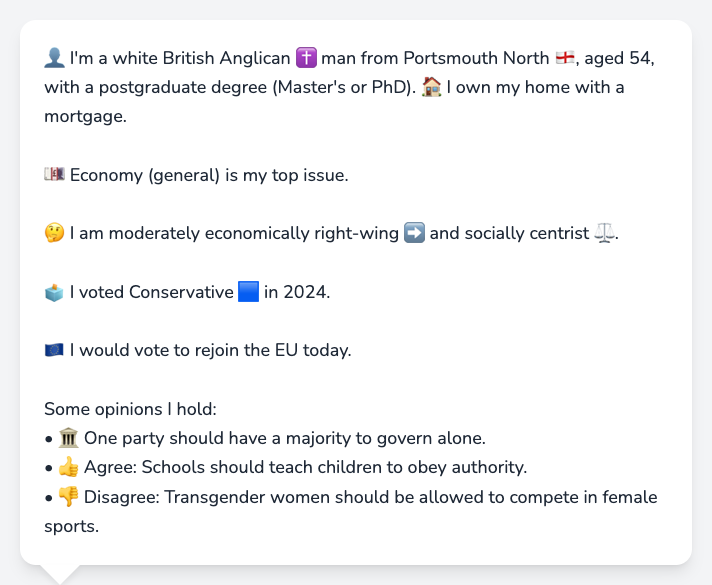 👤 I'm a white British Anglican ✝️ man from Portsmouth North 🏴󠁧󠁢󠁥󠁮󠁧󠁿, aged 54,
with a postgraduate degree (Master's or PhD). 🏠 I own my home with a
mortgage.
💷 Economy (general) is my top issue.
🤔 I am moderately economically right-wing ➡️ and socially centrist ⚖️.
🗳️ I voted Conservative 🟦 in 2024.
🇪🇺 I would vote to rejoin the EU today.
Some opinions I hold:
• 🏛️ One party should have a majority to govern alone.
• 👍 Agree: Schools should teach children to obey authority.
• 👎 Disagree: Transgender women should be allowed to compete in female
sports.